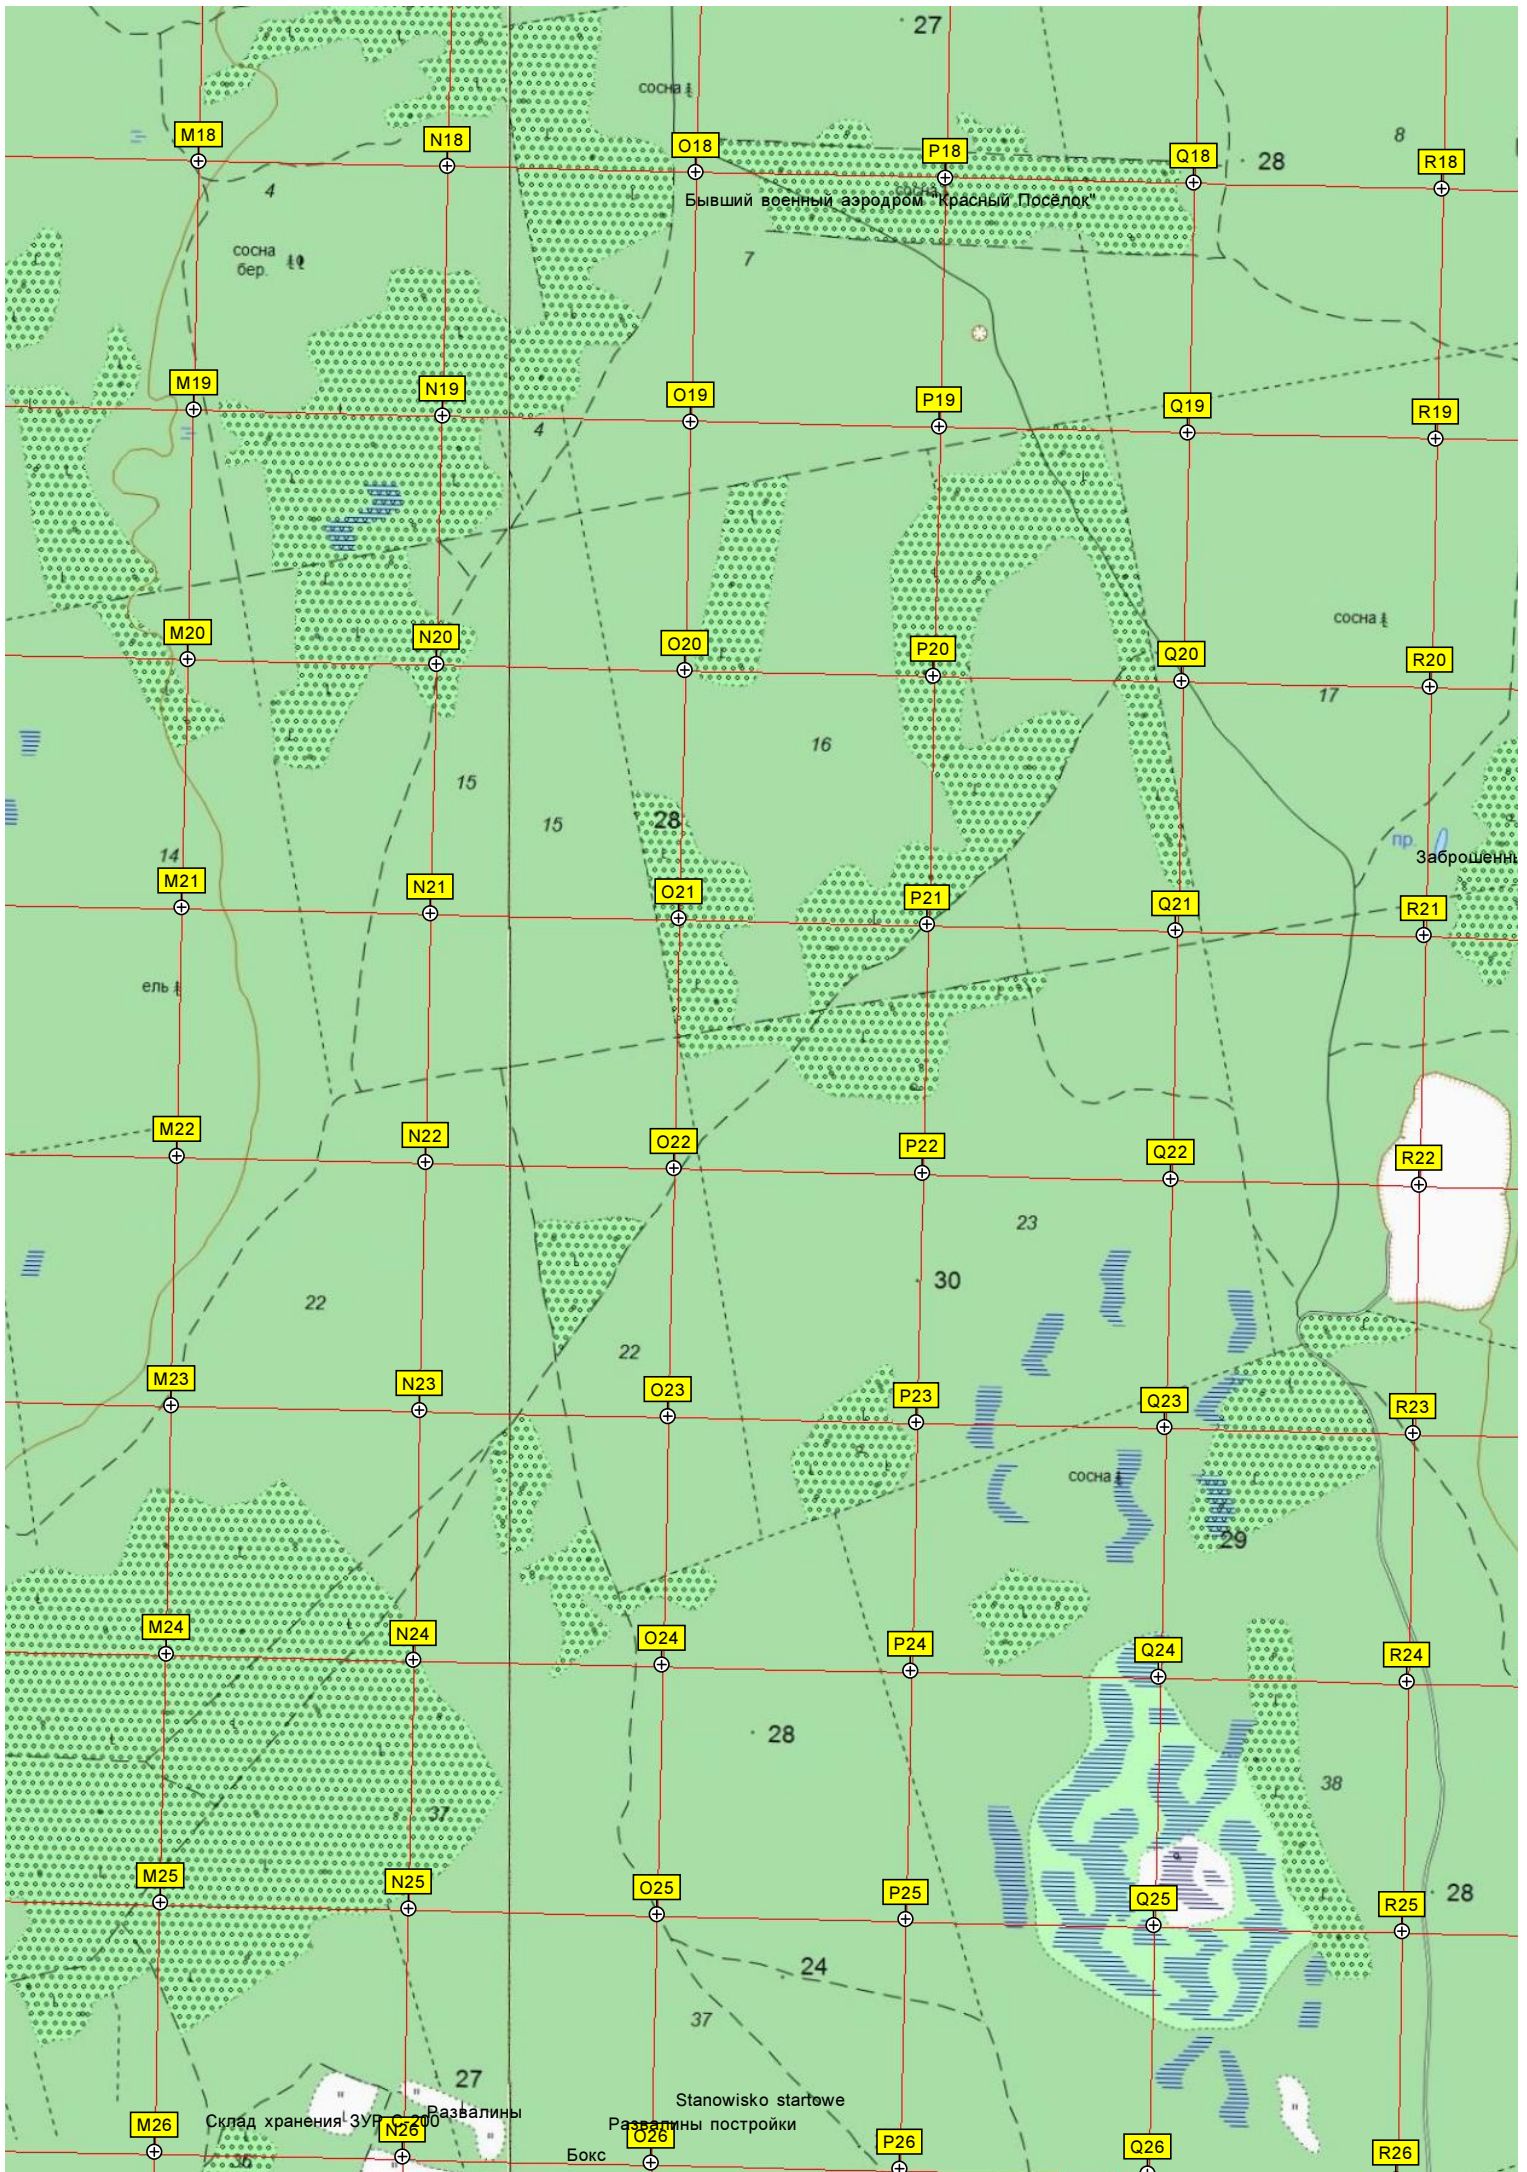 27
сосна
M18
N18
O18
P18
Q18
28
8
R18
4
сосна
Бывший военный аэродром "Красный Посёлок"
сосна
бер.
7
M19
N19
O19
P19
Q19
R19
4
сосна
M20
N20
O20
P20
Q20
R20
17
16
15
15
28
14
пр.
Заброшенны
M21
N21
O21
P21
Q21
R21
ель
M22
N22
O22
P22
Q22
R22
23
30
22
22
M23
N23
O23
P23
Q23
R23
сосна
29
M24
N24
O24
P24
Q24
R24
28
38
37
M25
N25
O25
P25
Q25
R25
28
24
37
27
Stanowisko startowe
Склад хранения ЗУР С-200
Развалины
Развалины постройки
M26
N26
O26
P26
Q26
R26
Бокс
36